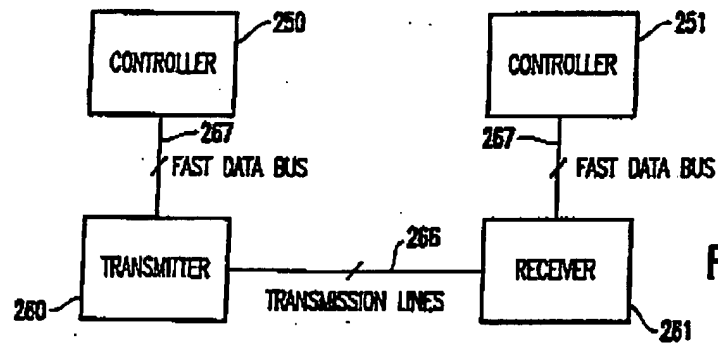 250
251
CONTROLLER
CONTROLLER
267
267
FAST DATA BUS
FAST DATA BUS
TRANSMITTER
266
RECEIVER
F
TRANSMISSION LINES
260
261